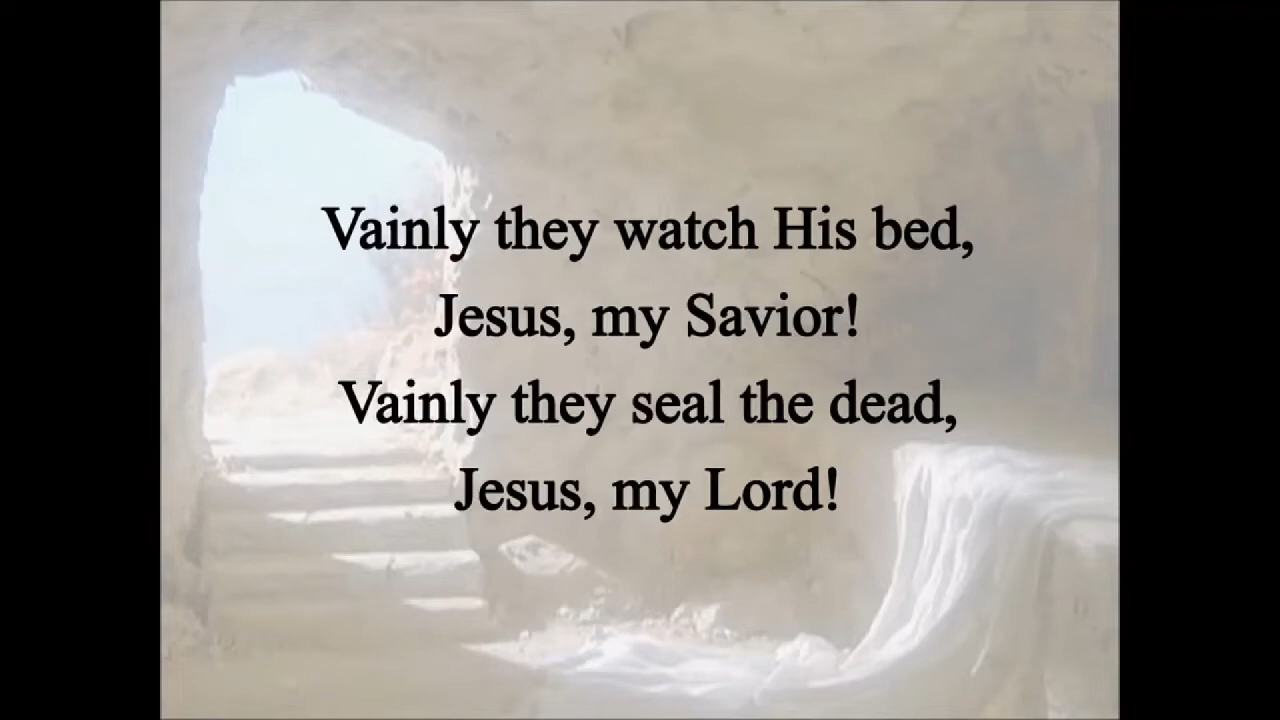 Vainly they watch His bed,
Jesus, my Savior!
Vainly they seal the dead,
Jesus, my Lord!